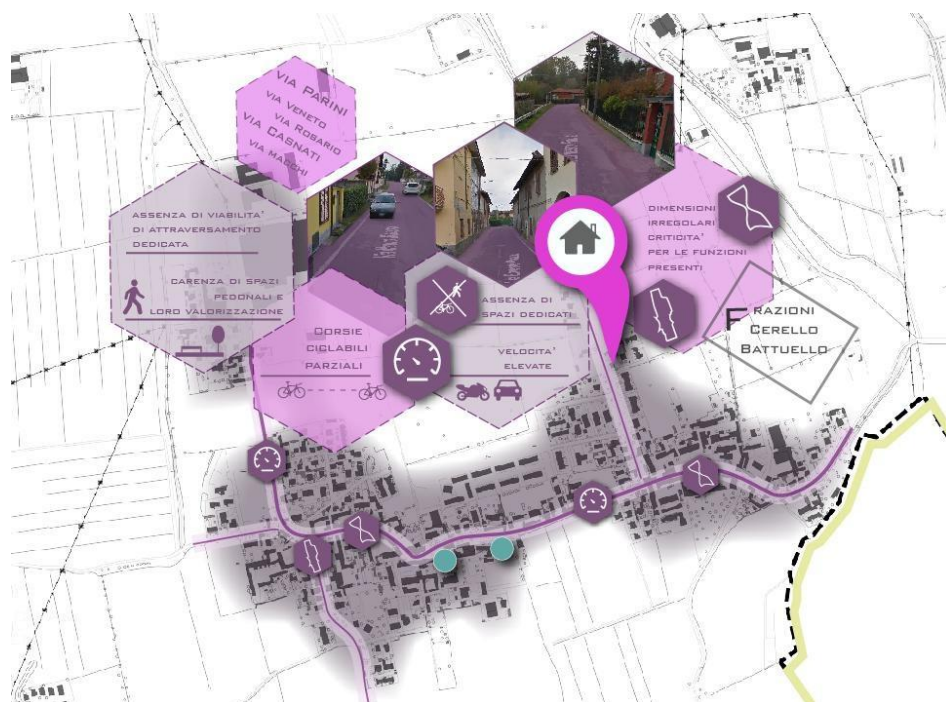 VIA PARINI
VIA VENETO
VIA ROSARIO
VIA CASNATI
VIA MACCHI
ASSENZA DI VIABILITA'
DI ATTRAVERSAMENTO
DEDICATA
CARENZA DI SPAZI
PEDONALI E
LORO VALORIZZAZIONE
CORSIE
CICLABILI
PARZIALI
ASSENZA DI
SPAZI DEDICATI
VELOCITA'
ELEVATE
DIMENSIONI
IRREGOLARI
CRITICITA'
PER LE FUNZIONI
PRESENTI
FRAZIONI
CERELLO
BATTUELLO